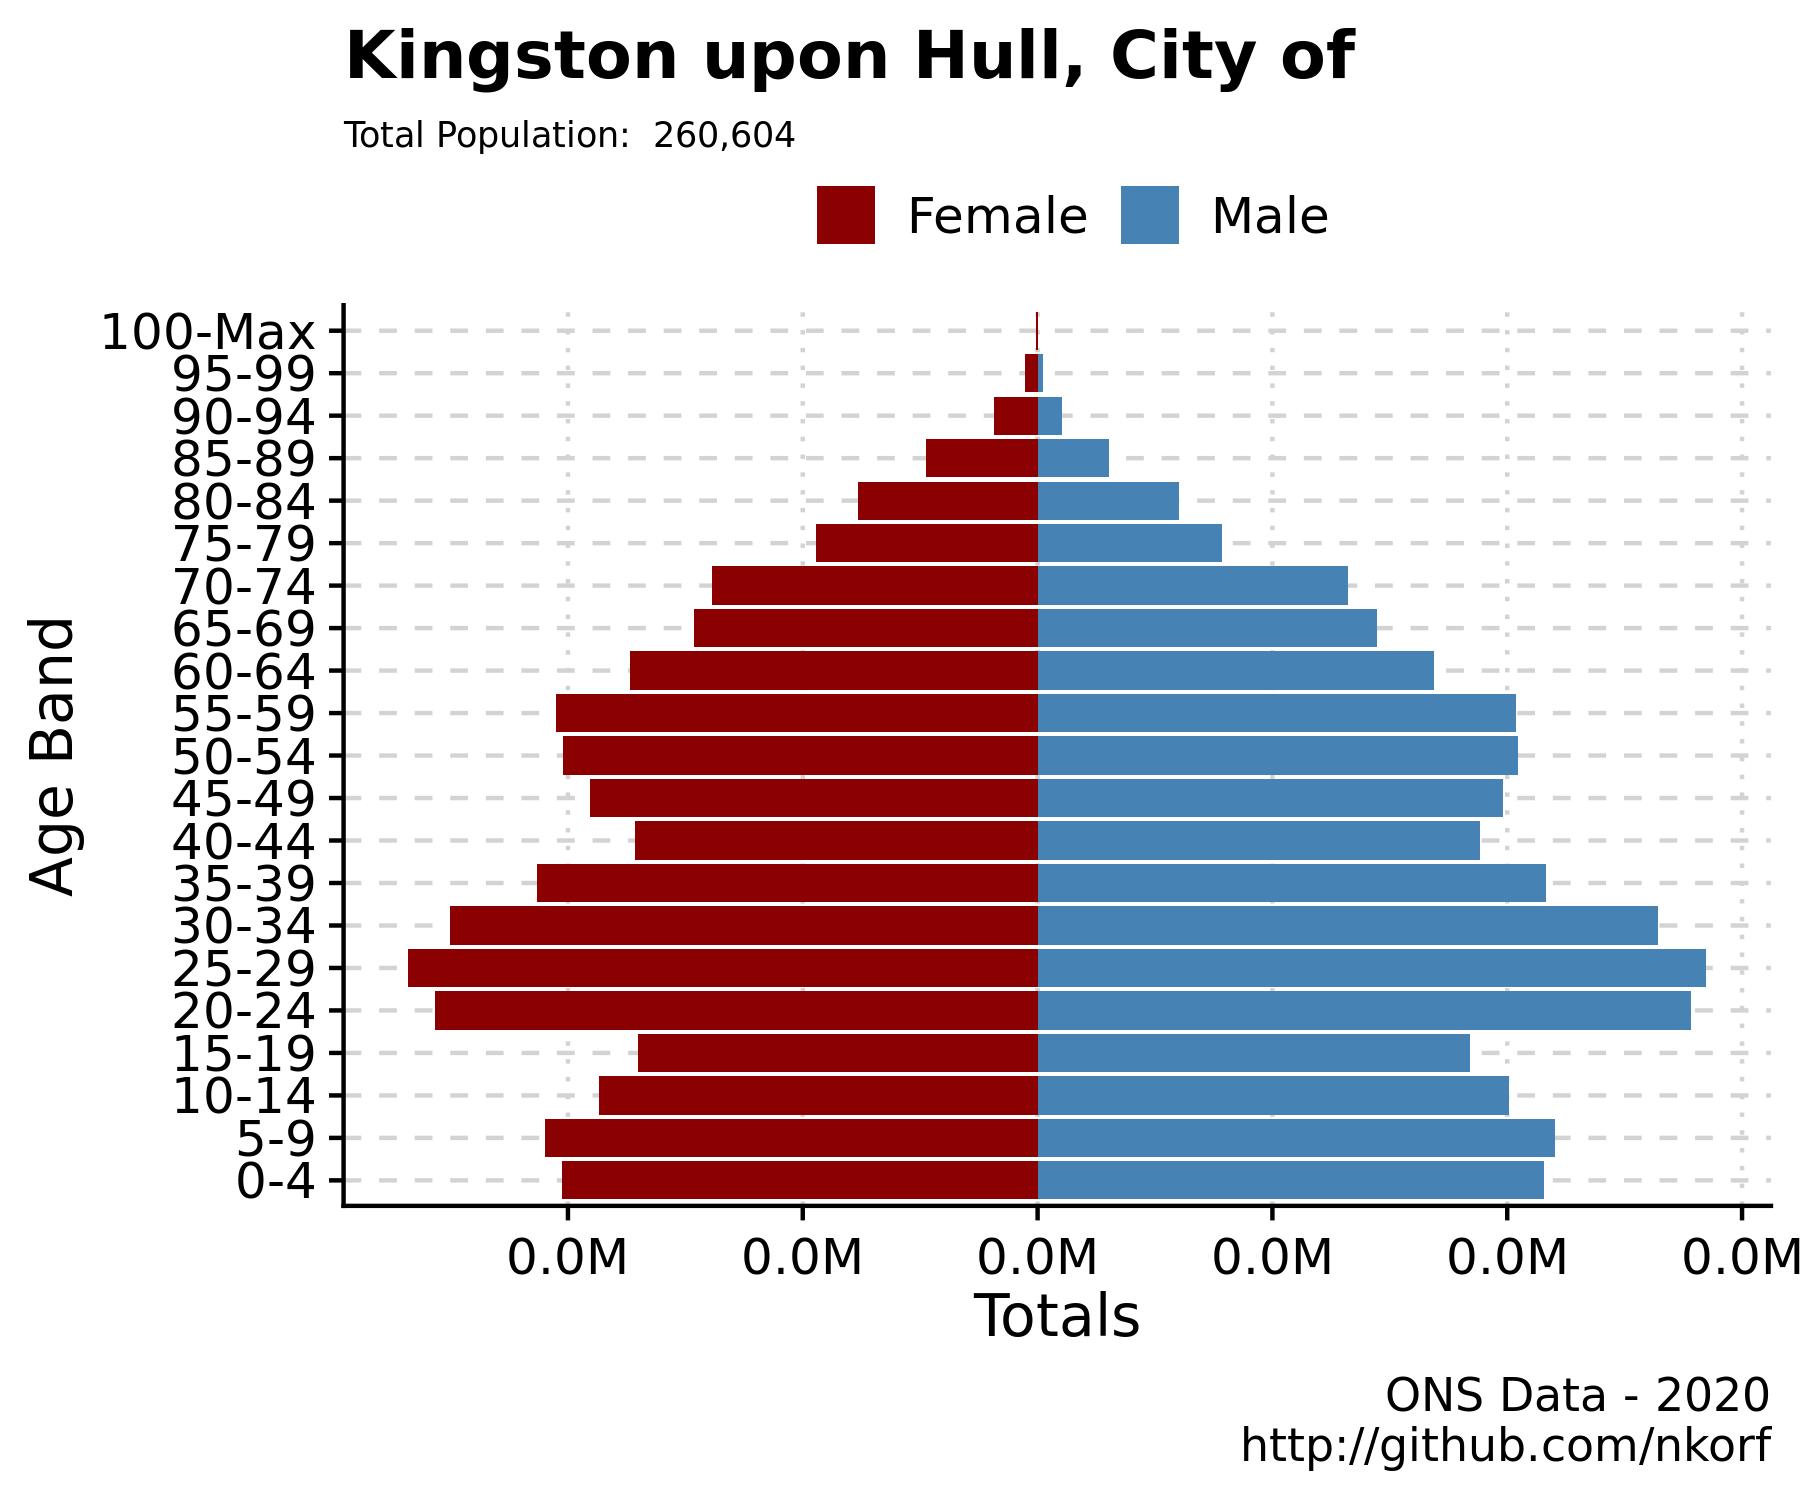 Kingston upon Hull, City of
Total Population:  260,604
Female Male
Age Band
100-Max
95-99
90-94
85-89
80-84
75-79
70-74
65-69
60-64
55-59
50-54
45-49
40-44
35-39
30-34
25-29
20-24
15-19
10-14
5-9
0-4
0.0M 0.0M 0.0M 0.0M 0.0M 0.0M
Totals
ONS Data - 2020
http://github.com/nkorf